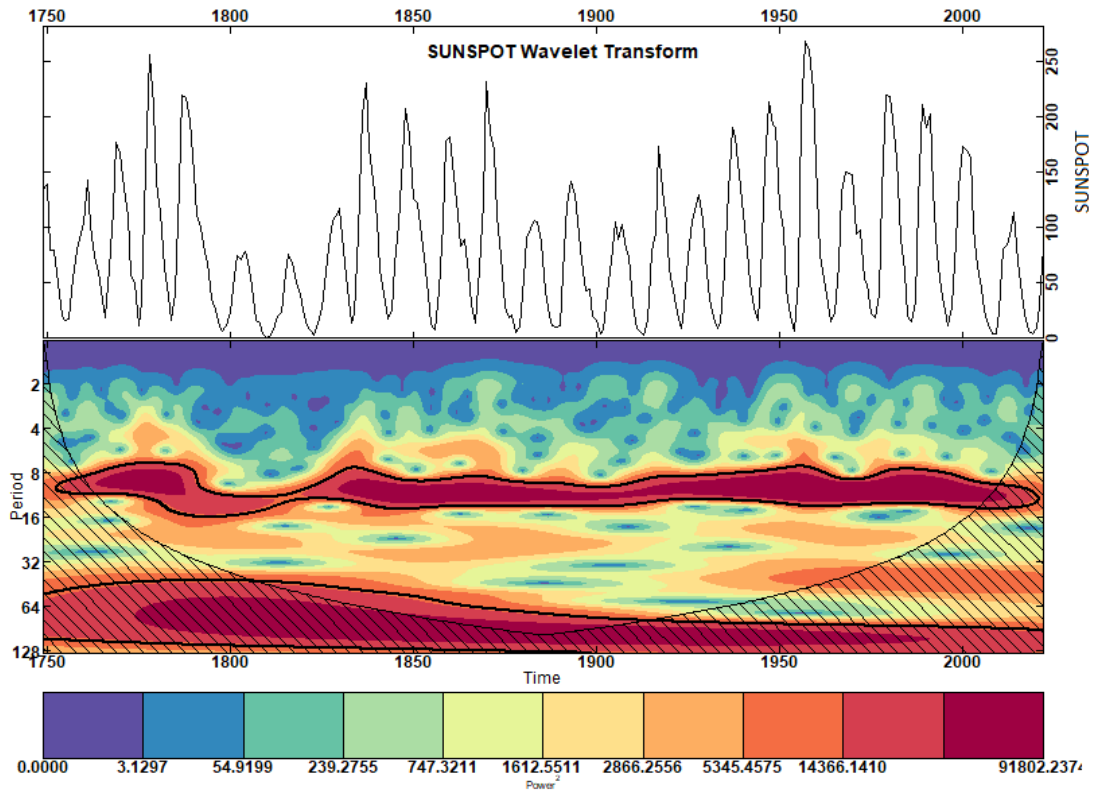 1750 1800 1850 1900 1950 2000
SUNSPOT Wavelet Transform
250
200
150
100
50
0
SUNSPOT
2
4
8
16
32
64
128
Period
1750 1800 1850 1900 1950 2000
Time
0.0000 3.1297 54.9199 239.2755 747.3211 1612.5511 2866.2556 5345.4575 14366.1410 91802.2374
Power2